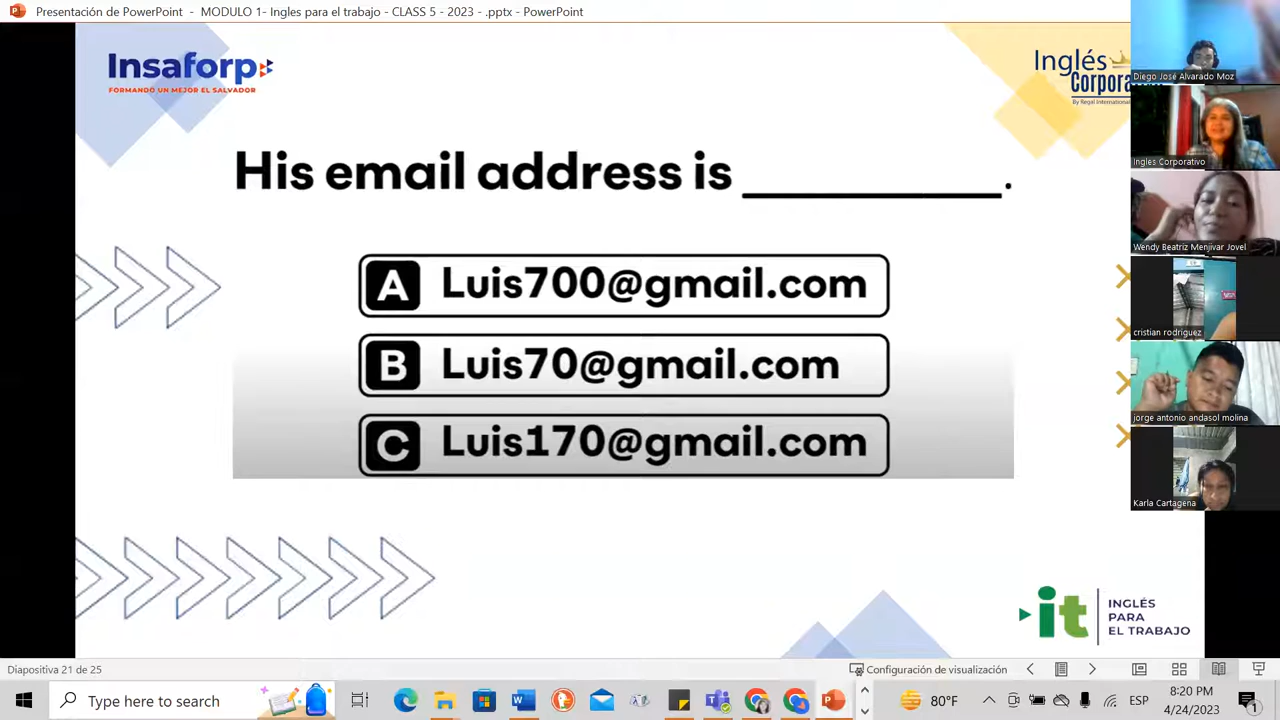 Presentación de PowerPoint - MODULO 1- Ingles para el trabajo - CLASS 5 - 2023 - .pptx - PowerPoint
Insaforp
FORMANDO UN MEJOR EL SALVADOR
Inglés
Corpora
By Regal International
His email address is __________.
A Luis700@gmail.com
B Luis70@gmail.com
C Luis170@gmail.com
Diego José Alvarado Moz
Ingles Corporativo
Wendy Beatriz Menjivar Jovel
cristian rodriguez
jorge antonio andasol molina
Karla Cartagena
it
INGLÉS
PARA
EL TRABAJO
Diapositiva 21 de 25
Configuración de visualización
Type here to search
80°F
ESP
8:20 PM
4/24/2023
1